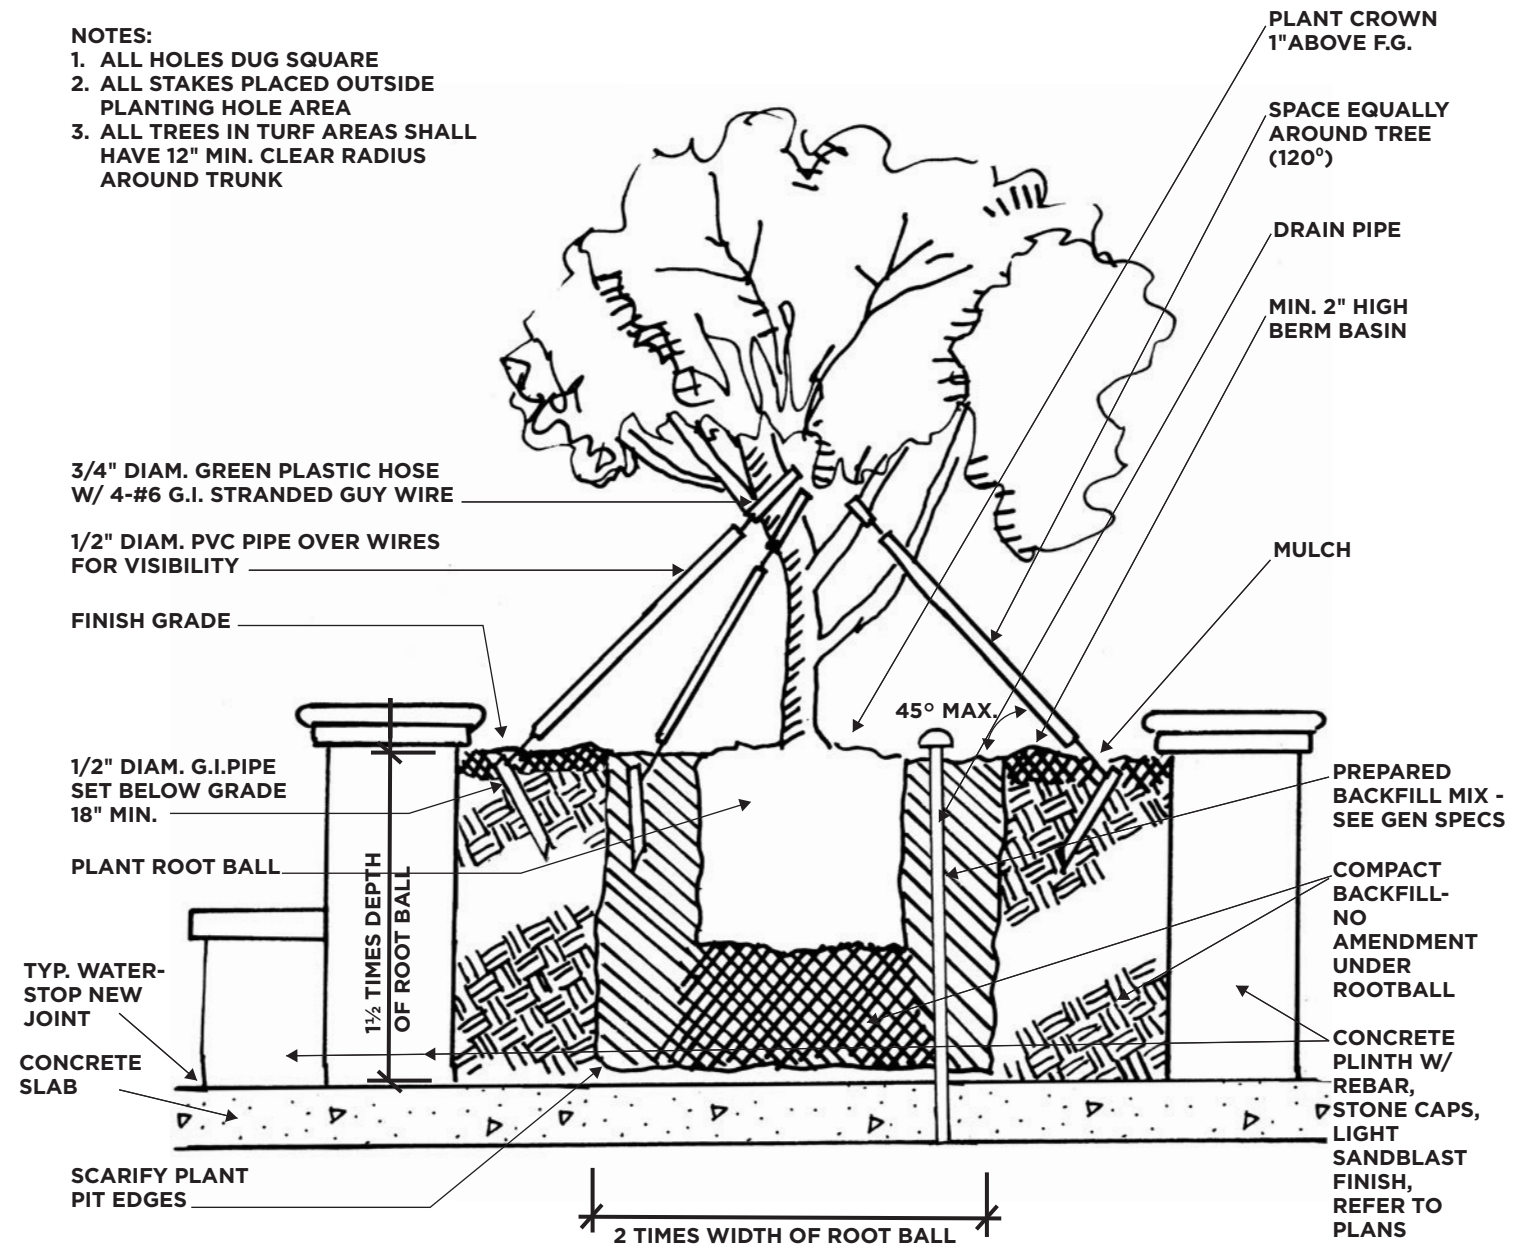 NOTES:
1. ALL HOLES DUG SQUARE
2. ALL STAKES PLACED OUTSIDE
PLANTING HOLE AREA
3. ALL TREES IN TURF AREAS SHALL
HAVE 12" MIN. CLEAR RADIUS
AROUND TRUNK
PLANT CROWN
1"ABOVE F.G.
SPACE EQUALLY
AROUND TREE
(120⁰)
DRAIN PIPE
MIN. 2" HIGH
BERM BASIN
3/4" DIAM. GREEN PLASTIC HOSE
W/ 4-#6 G.I. STRANDED GUY WIRE
1/2" DIAM. PVC PIPE OVER WIRES
FOR VISIBILITY
MULCH
FINISH GRADE
45° MAX.
1/2" DIAM. G.I.PIPE
SET BELOW GRADE
18" MIN.
PLANT ROOT BALL
1½ TIMES DEPTH
OF ROOT BALL
PREPARED
BACKFILL MIX -
SEE GEN SPECS
COMPACT
BACKFILL-
NO
AMENDMENT
UNDER
ROOTBALL
TYP. WATER-
STOP NEW
JOINT
CONCRETE
SLAB
CONCRETE
PLINTH W/
REBAR,
STONE CAPS,
LIGHT
SANDBLAST
FINISH,
REFER TO
PLANS
SCARIFY PLANT
PIT EDGES
2 TIMES WIDTH OF ROOT BALL